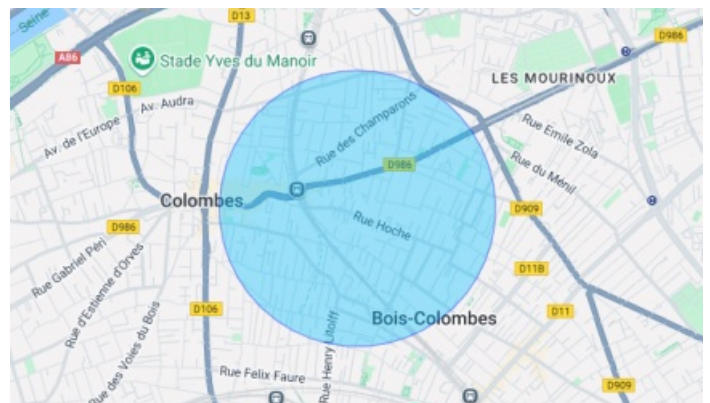 Seine
D13
D986
A86
Stade Yves du Manoir
LES MOURINOUX
D106
Av. Audra
Rue des Champarons
Rue Emile Zola
Av. de l'Europe
D986
Rue du Ménil
Colombes
D986
Rue Hoche
D909
Rue Gabriel Péri
Rue d'Estienne d'Orves
D11B
D106
Bois-Colombes
D11
Rue des Voies du Bois
Rue Henry Litolff
Rue Felix Faure
D909